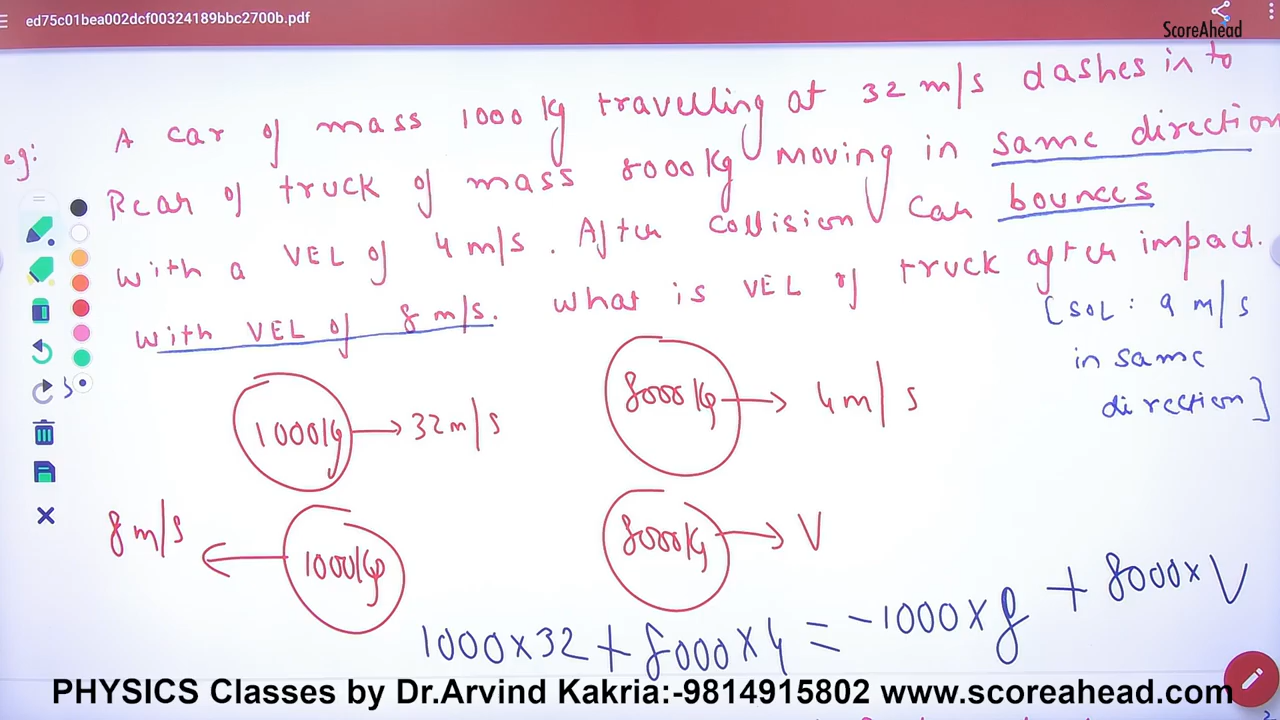 ed75c01bea002dcf00324189bbc2700b.pdf
ScoreAhead
eg: A car of mass 1000 kg travelling at 32 m/s dashes in to
Rear of truck of mass 8000 kg moving in same direction
with a VEL of 4 m/s. After collision car bounces
with VEL of 8 m/s. What is VEL of truck after impact.
[SOL: 9 m/s
in same
direction]
1000 kg → 32 m/s 8000 kg → 4 m/s
8 m/s ← 1000 kg 8000 kg → V
1000 × 32 + 8000 × 4 = -1000 × 8 + 8000 × V
PHYSICS Classes by Dr.Arvind Kakria:-9814915802 www.scoreahead.com